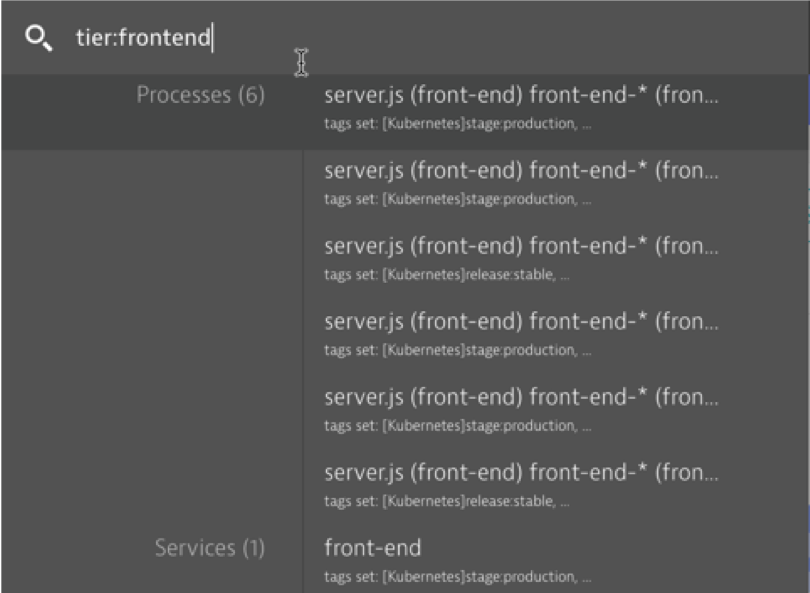 tier:frontend
Processes (6)
server.js (front-end) front-end-* (fron...
tags set: [Kubernetes]stage:production, ...
server.js (front-end) front-end-* (fron...
tags set: [Kubernetes]stage:production, ...
server.js (front-end) front-end-* (fron...
tags set: [Kubernetes]release:stable, ...
server.js (front-end) front-end-* (fron...
tags set: [Kubernetes]stage:production, ...
server.js (front-end) front-end-* (fron...
tags set: [Kubernetes]stage:production, ...
server.js (front-end) front-end-* (fron...
tags set: [Kubernetes]release:stable, ...
Services (1)
front-end
tags set: [Kubernetes]stage:production, ...